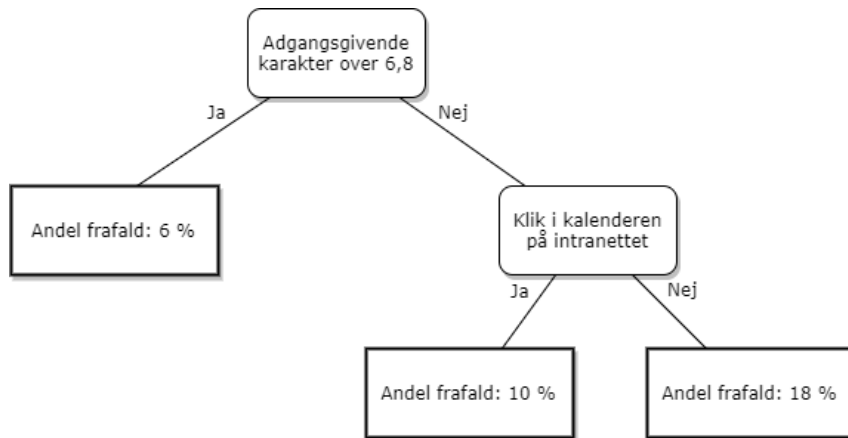 Adgangsgivende
karakter over 6,8
Ja
Nej
Andel frafald: 6 %
Klik i kalenderen
på intranettet
Ja
Nej
Andel frafald: 10 %
Andel frafald: 18 %